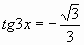 tg3x = -√3/3